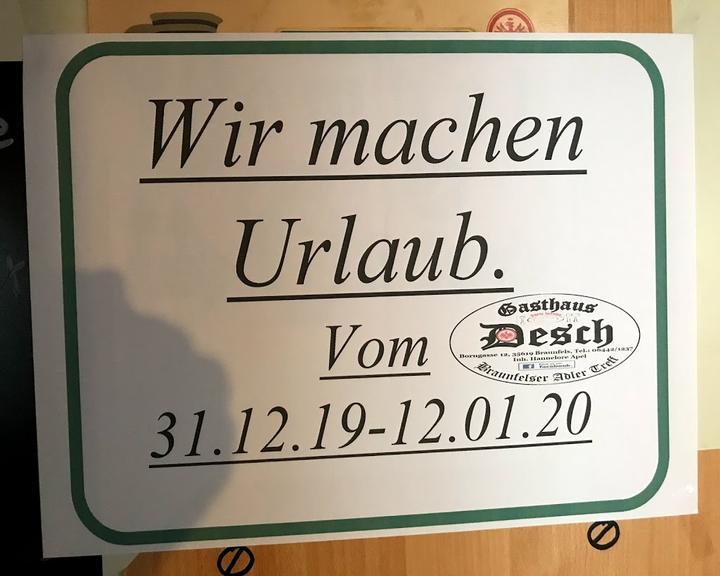 Wir machen
Urlaub.
Vom
31.12.19-12.01.20
Gasthaus
Desch
Borngasse 12, 35619 Braunfels, Tel.: 06442/1237
Inh. Hannelore Apel
Braunfelser Adler Treff